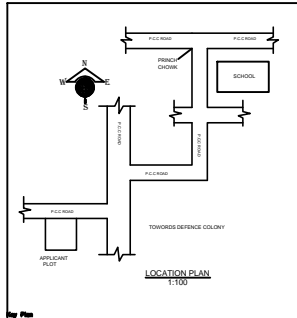 P.C.C ROAD P.C.C ROAD
PRINCH
CHOWK
SCHOOL
N
W E
S
P.C.C ROAD
P.C.C ROAD
P.C.C ROAD
P.C.C ROAD
TOWORDS DEFENCE COLONY
APPLICANT
PLOT
LOCATION PLAN
1:100
Key Plan